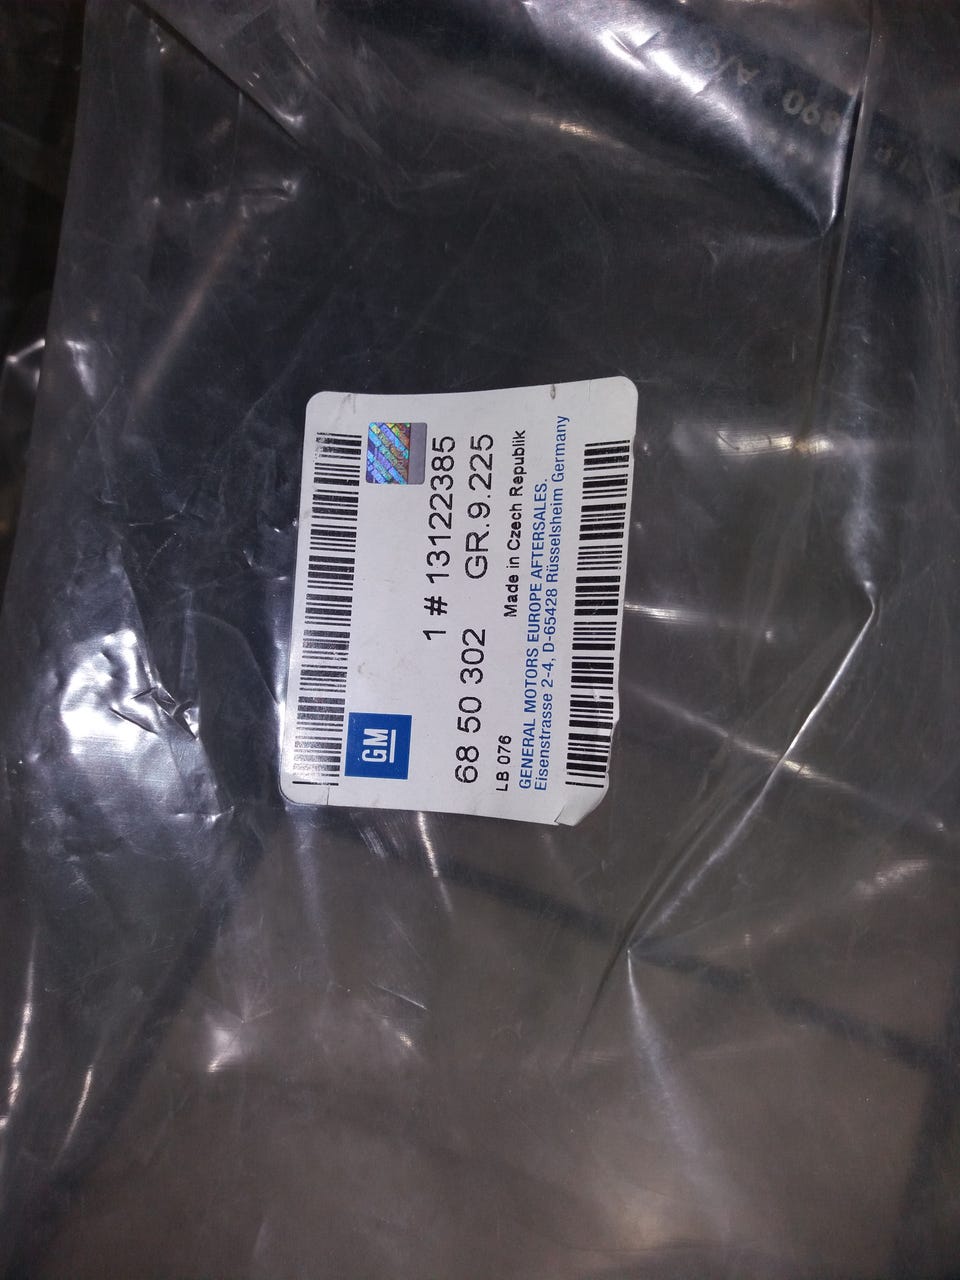 GM
1 # 13122385
68 50 302 GR.9.225
LB 076 Made in Czech Republik
GENERAL MOTORS EUROPE AFTERSALES.
Eisenstrasse 2-4, D-65428 Rüsselsheim Germany